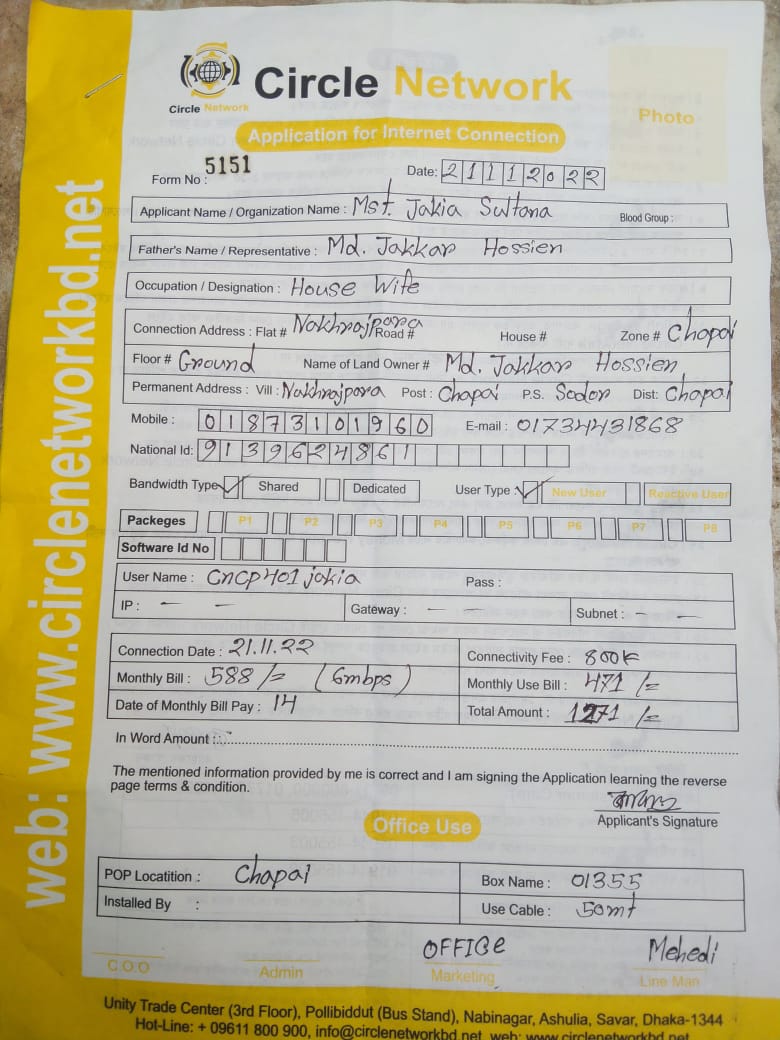 Circle Network
Circle Network
Photo
Application for Internet Connection
Form No : 5151
Date: 21112022
Applicant Name / Organization Name : Mst. Jakia Sultana Blood Group :
Father's Name / Representative : Md. Jakkar Hossien
Occupation / Designation : House Wife
Connection Address : Flat # Nakhrajpara Road # House # Zone # Chapai
Floor # Ground Name of Land Owner # Md. Jakkar Hossien
Permanent Address : Vill : Nakhrajpara Post : Chapai P.S. Sador Dist: Chapai
Mobile : 01873101960 E-mail : 01734431868
National Id: 9139624861
Bandwidth Type Shared Dedicated User Type : New User Reactive User
Packeges P1 P2 P3 P4 P5 P6 P7 P8
Software Id No
User Name : CnCP401jakia Pass :
IP : — — Gateway : — — Subnet : — —
Connection Date : 21.11.22 Connectivity Fee : 800
Monthly Bill : 588/= (6mbps) Monthly Use Bill : 471/=
Date of Monthly Bill Pay : 14 Total Amount : 1271/=
In Word Amount :
The mentioned information provided by me is correct and I am signing the Application learning the reverse
page terms & condition.
Applicant's Signature
Office Use
POP Locatition : Chapai Box Name : 01355
Installed By : Use Cable : 50mt
OFFICE Mehedi
C.O.O Admin Marketing Line Man
Unity Trade Center (3rd Floor), Pollibiddut (Bus Stand), Nabinagar, Ashulia, Savar, Dhaka-1344
Hot-Line: + 09611 800 900, info@circlenetworkbd.net, web: www.circlenetworkbd.net
web: www.circlenetworkbd.net